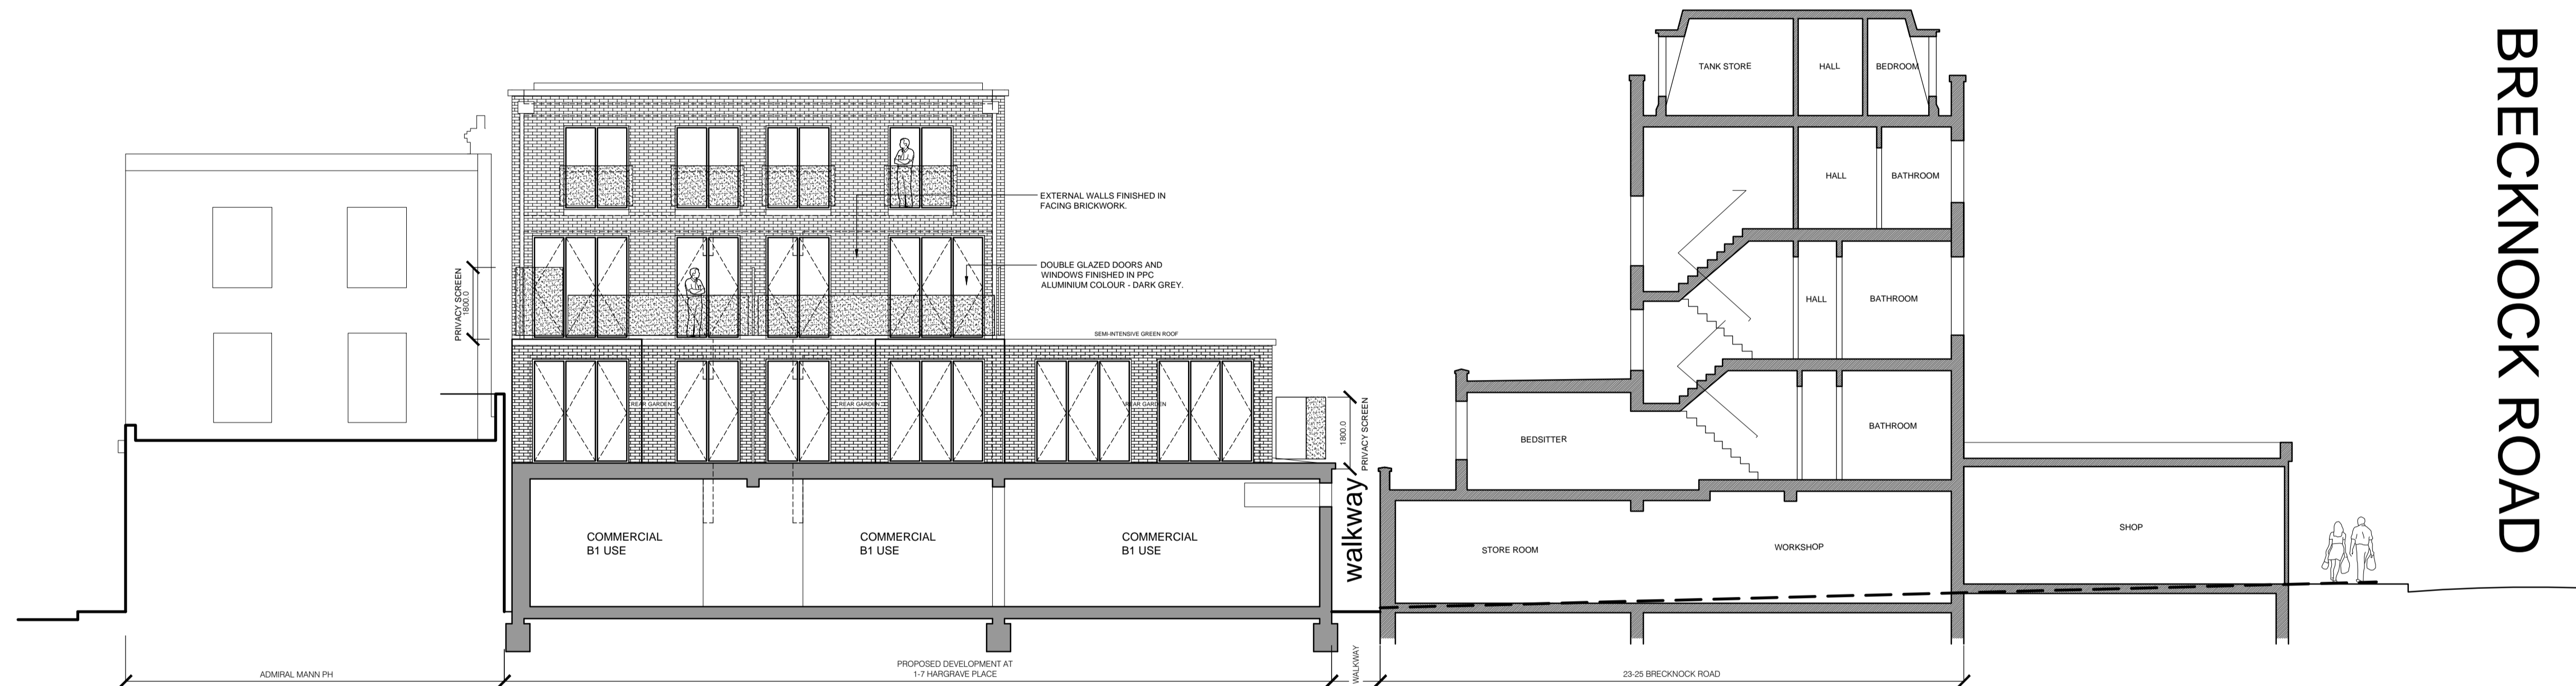 BRECKNOCK ROAD
TANK STORE
HALL
BEDROOM
HALL
BATHROOM
EXTERNAL WALLS FINISHED IN
FACING BRICKWORK.
DOUBLE GLAZED DOORS AND
WINDOWS FINISHED IN PPC
ALUMINIUM COLOUR - DARK GREY.
PRIVACY SCREEN
1800.0
HALL
BATHROOM
SEMI-INTENSIVE GREEN ROOF
REAR GARDEN
REAR GARDEN
REAR GARDEN
1800.0
PRIVACY SCREEN
BEDSITTER
BATHROOM
COMMERCIAL
B1 USE
COMMERCIAL
B1 USE
COMMERCIAL
B1 USE
walkway
STORE ROOM
WORKSHOP
SHOP
ADMIRAL MANN PH
PROPOSED DEVELOPMENT AT
1-7 HARGRAVE PLACE
WALKWAY
23-25 BRECKNOCK ROAD